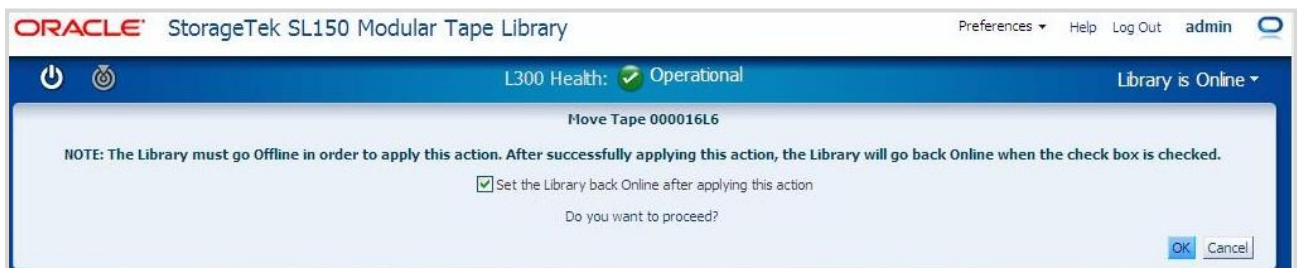 ORACLE StorageTek SL150 Modular Tape Library Preferences Help Log Out admin
L300 Health: Operational Library is Online
Move Tape 000016L6
NOTE: The Library must go Offline in order to apply this action. After successfully applying this action, the Library will go back Online when the check box is checked.
Set the Library back Online after applying this action
Do you want to proceed?
OK Cancel